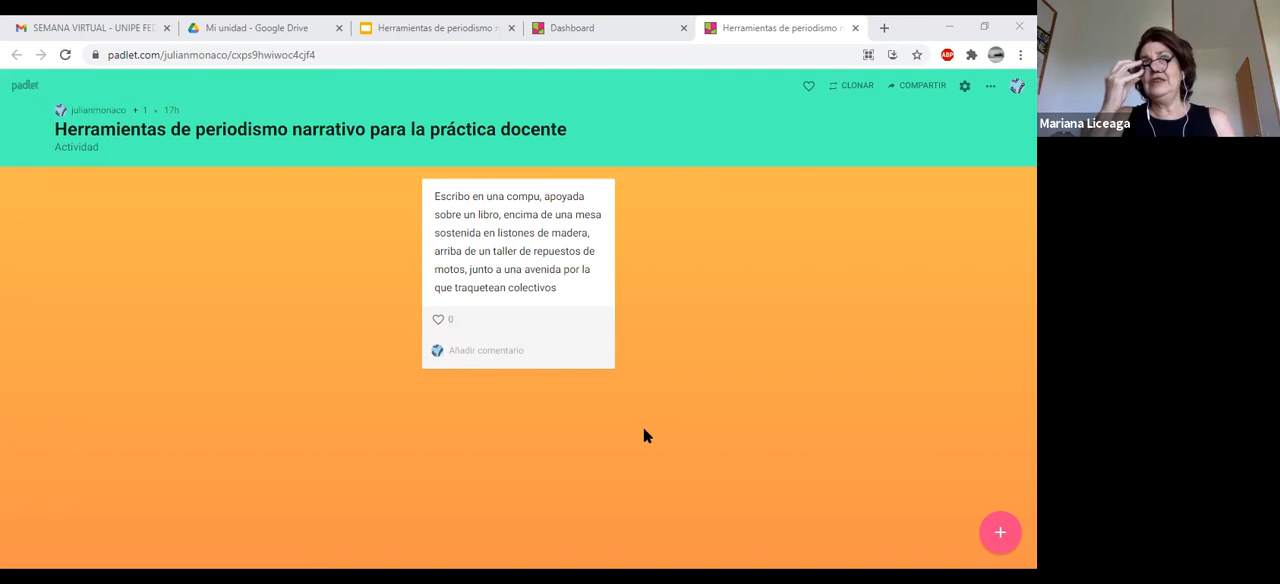 SEMANA VIRTUAL - UNIPE FED
Mi unidad - Google Drive
Herramientas de periodismo n
Dashboard
Herramientas de periodismo n
padlet.com/julianmonaco/cxps9hwiwoc4cjf4
ABP
Mariana Liceaga
padlet
CLONAR
COMPARTIR
julianmonaco + 1 • 17h
Herramientas de periodismo narrativo para la práctica docente
Actividad
Escribo en una compu, apoyada
sobre un libro, encima de una mesa
sostenida en listones de madera,
arriba de un taller de repuestos de
motos, junto a una avenida por la
que traquetean colectivos
0
Añadir comentario